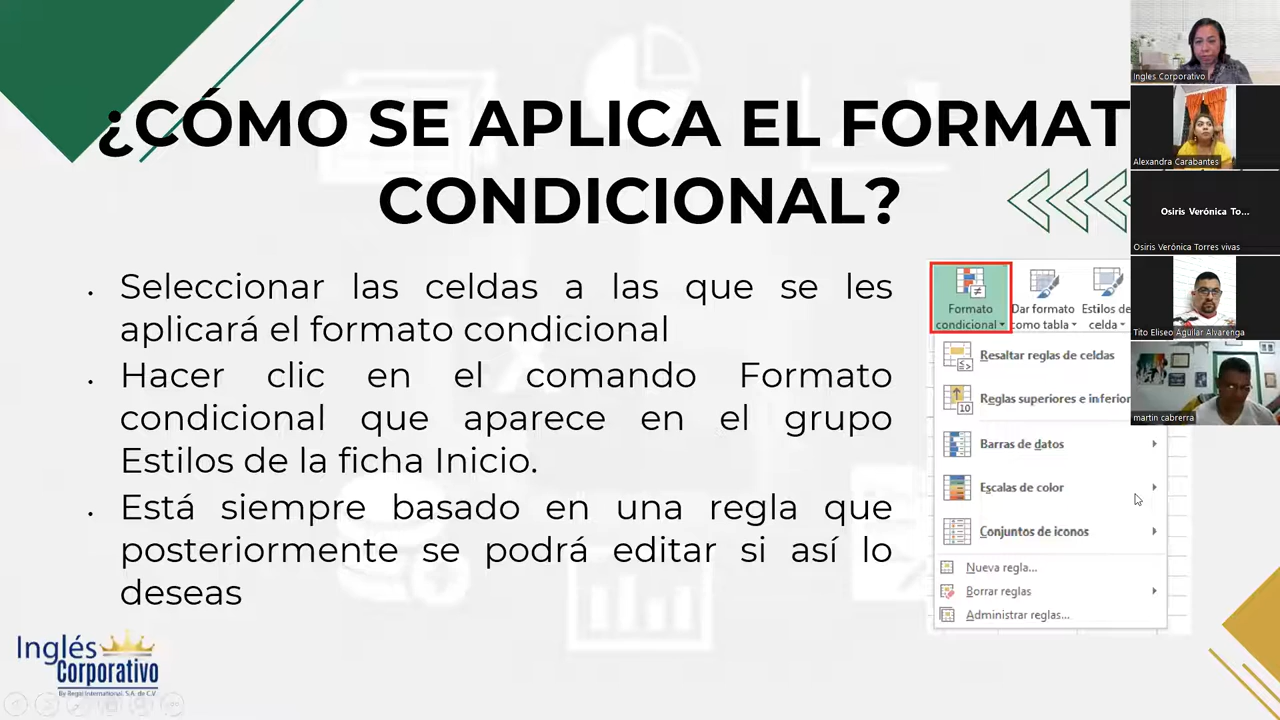 ¿CÓMO SE APLICA EL FORMAT
CONDICIONAL?
Seleccionar las celdas a las que se les
aplicará el formato condicional
Hacer clic en el comando Formato
condicional que aparece en el grupo
Estilos de la ficha Inicio.
Está siempre basado en una regla que
posteriormente se podrá editar si así lo
deseas
Formato
condicional
Dar formato
como tabla
Estilos de
celda
Resaltar reglas de celdas
Reglas superiores e inferior
10
Barras de datos
Escalas de color
Conjuntos de iconos
Nueva regla...
Borrar reglas
Administrar reglas...
Ingles Corporativo
Alexandra Carabantes
Osiris Verónica To...
Osiris Verónica Torres vivas
Tito Eliseo Aguilar Alvarenga
martin cabrerra
Inglés
Corporativo
By Regal International, S.A. de C.V